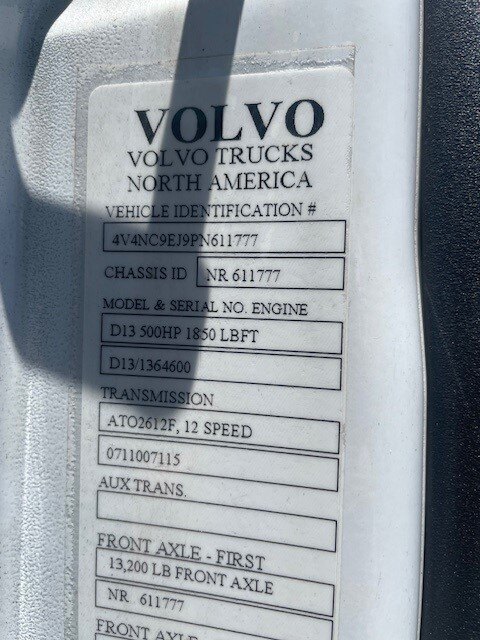 VOLVO
VOLVO TRUCKS
NORTH AMERICA
VEHICLE IDENTIFICATION #
4V4NC9EJ9PN611777
CHASSIS ID NR 611777
MODEL & SERIAL NO. ENGINE
D13 500HP 1850 LBFT
D13/1364600
TRANSMISSION
ATO2612F, 12 SPEED
0711007115
AUX TRANS.
FRONT AXLE - FIRST
13,200 LB FRONT AXLE
NR 611777
FRONT AXLE